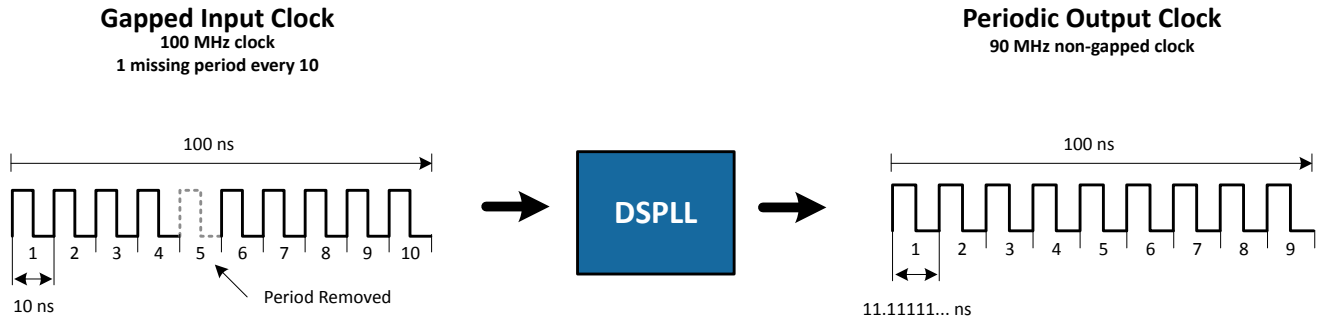 Gapped Input Clock
100 MHz clock
1 missing period every 10
Periodic Output Clock
90 MHz non-gapped clock
100 ns
100 ns
DSPLL
1 2 3 4 5 6 7 8 9 10
1 2 3 4 5 6 7 8 9
10 ns
Period Removed
11.11111... ns